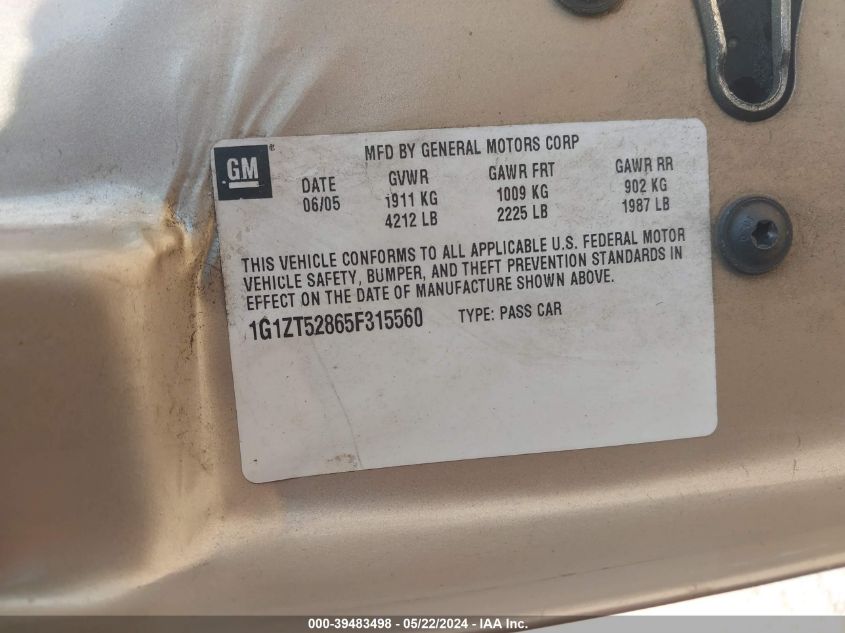 GM
MFD BY GENERAL MOTORS CORP
DATE GVWR GAWR FRT GAWR RR
06/05 1911 KG 1009 KG 902 KG
4212 LB 2225 LB 1987 LB
THIS VEHICLE CONFORMS TO ALL APPLICABLE U.S. FEDERAL MOTOR
VEHICLE SAFETY, BUMPER, AND THEFT PREVENTION STANDARDS IN
EFFECT ON THE DATE OF MANUFACTURE SHOWN ABOVE.
1G1ZT52865F315560 TYPE: PASS CAR
000-39483498 - 05/22/2024 - IAA, Inc.